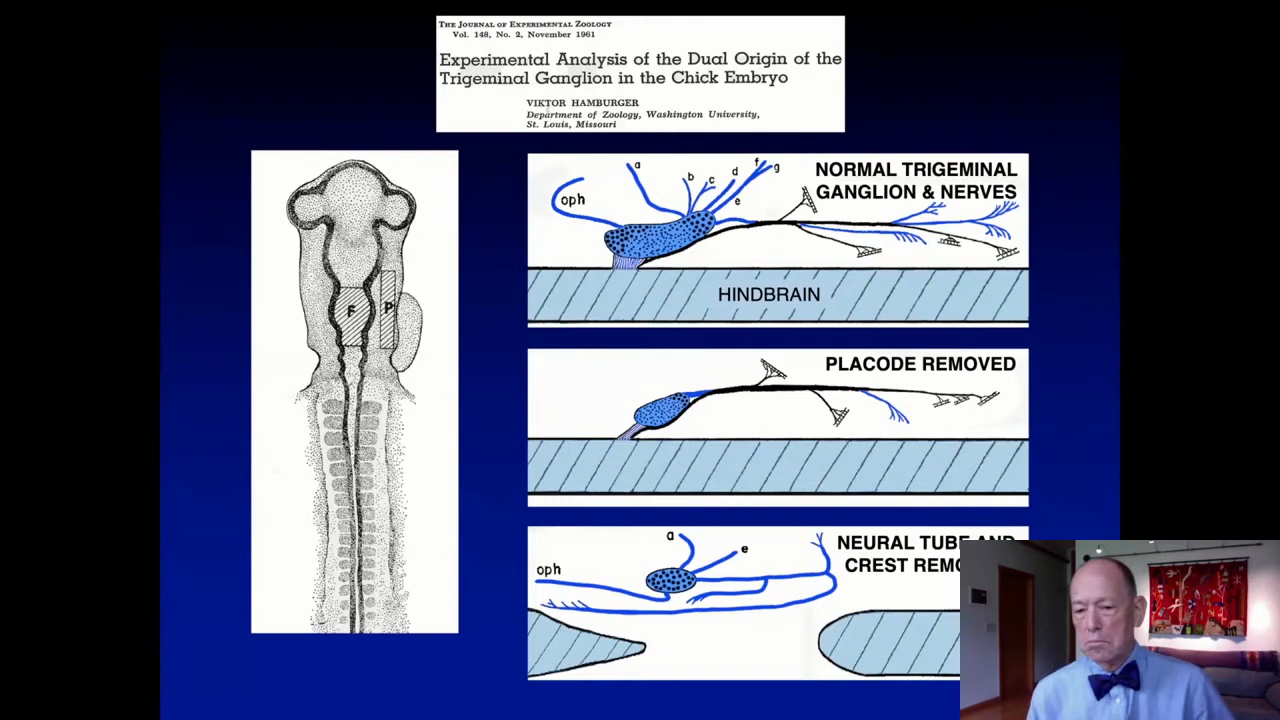 THE JOURNAL OF EXPERIMENTAL ZOOLOGY
Vol. 148, No. 2, November 1961
Experimental Analysis of the Dual Origin of the
Trigeminal Ganglion in the Chick Embryo
VIKTOR HAMBURGER
Department of Zoology, Washington University,
St. Louis, Missouri
F
P
NORMAL TRIGEMINAL
GANGLION & NERVES
oph
a
b
c
d
e
f
g
HINDBRAIN
PLACODE REMOVED
NEURAL TUBE AND
CREST
oph
a
e